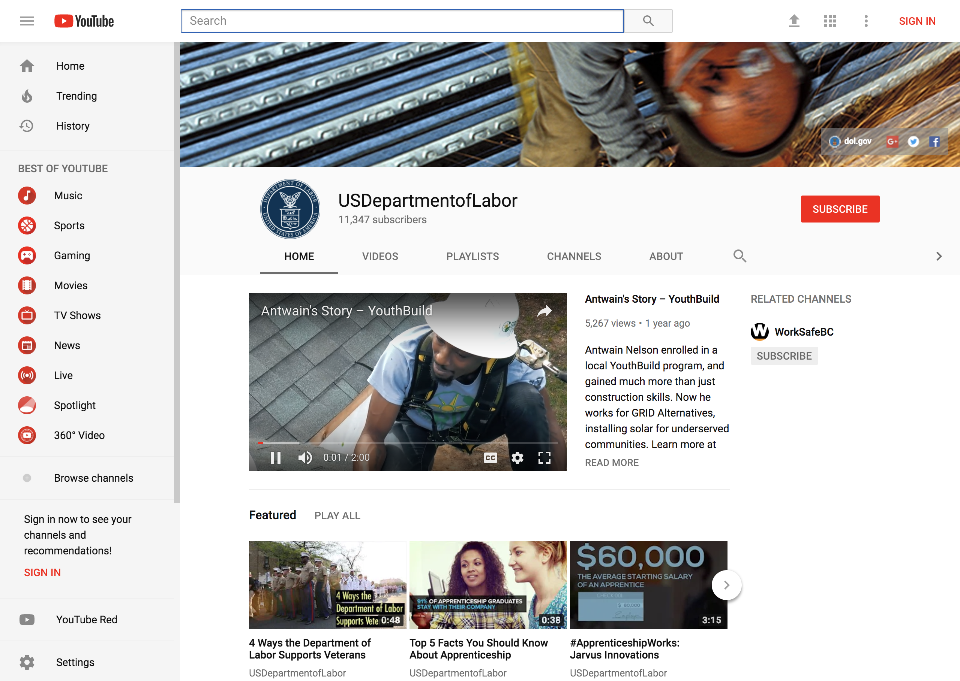 YouTube
Search
SIGN IN
Home
Trending
History
BEST OF YOUTUBE
Music
Sports
Gaming
Movies
TV Shows
News
Live
Spotlight
360° Video
Browse channels
Sign in now to see your
channels and
recommendations!
SIGN IN
YouTube Red
Settings
dol.gov
G+
f
DEPARTMENT OF LABOR
UNITED STATES OF AMERICA
USDepartmentofLabor
11,347 subscribers
SUBSCRIBE
HOME
VIDEOS
PLAYLISTS
CHANNELS
ABOUT
Antwain's Story – YouthBuild
0:01 / 2:00
CC
Antwain's Story – YouthBuild
5,267 views • 1 year ago
Antwain Nelson enrolled in a
local YouthBuild program, and
gained much more than just
construction skills. Now he
works for GRID Alternatives,
installing solar for underserved
communities. Learn more at
READ MORE
RELATED CHANNELS
W
WorkSafeBC
SUBSCRIBE
Featured
PLAY ALL
4 Ways the
Department of Labor
Supports Vete
0:48
4 Ways the Department of
Labor Supports Veterans
USDepartmentofLabor
91% OF APPRENTICESHIP GRADUATES
STAY WITH THEIR COMPANY
0:38
Top 5 Facts You Should Know
About Apprenticeship
USDepartmentofLabor
$60,000
THE AVERAGE STARTING SALARY
OF AN APPRENTICE
3:15
#ApprenticeshipWorks:
Jarvus Innovations
USDepartmentofLabor